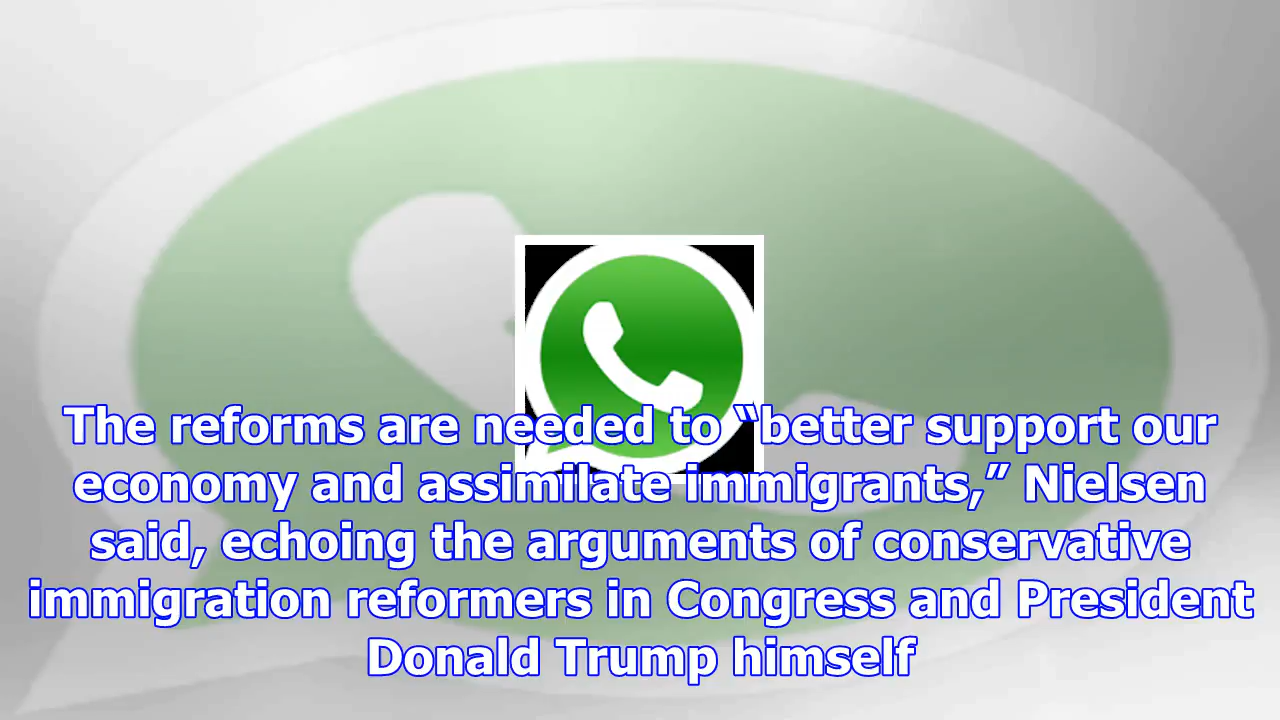 The reforms are needed to “better support our
economy and assimilate immigrants,” Nielsen
said, echoing the arguments of conservative
immigration reformers in Congress and President
Donald Trump himself